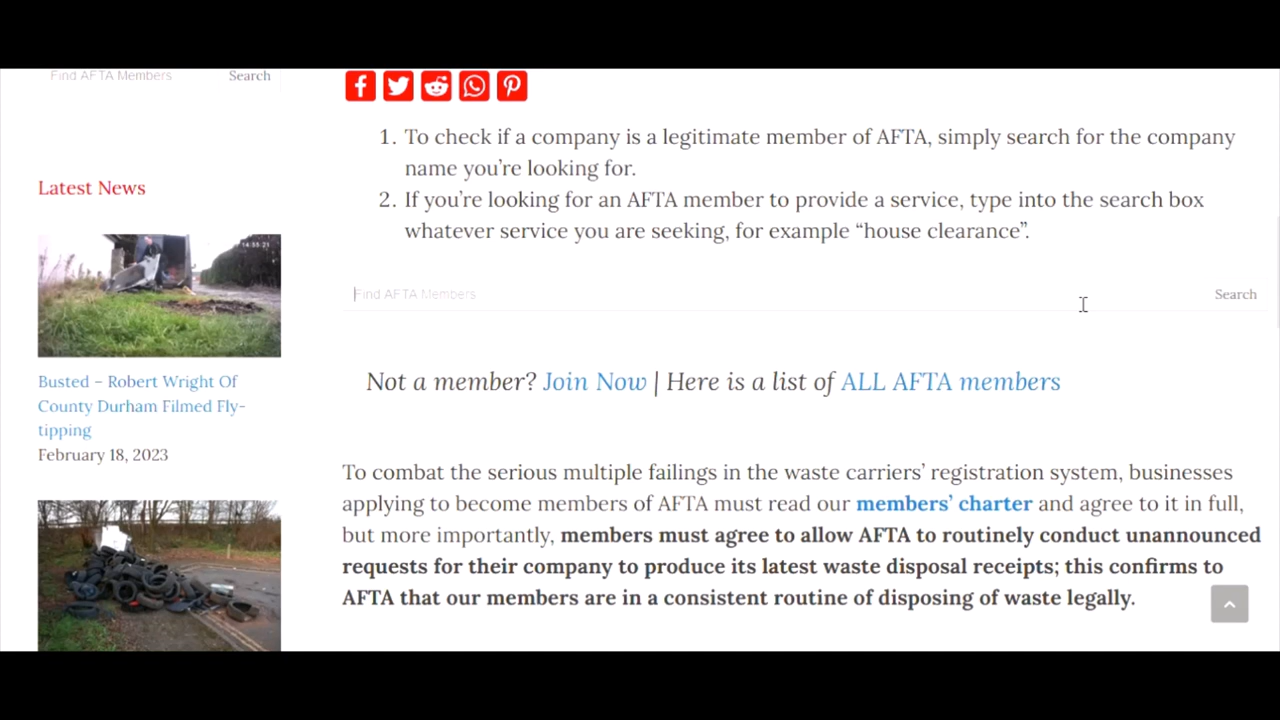 Find AFTA Members Search
Latest News
14:55:21
Busted – Robert Wright Of
County Durham Filmed Fly-
tipping
February 18, 2023
1. To check if a company is a legitimate member of AFTA, simply search for the company
name you’re looking for.
2. If you’re looking for an AFTA member to provide a service, type into the search box
whatever service you are seeking, for example “house clearance”.
Find AFTA Members Search
Not a member? Join Now | Here is a list of ALL AFTA members
To combat the serious multiple failings in the waste carriers’ registration system, businesses
applying to become members of AFTA must read our members’ charter and agree to it in full,
but more importantly, members must agree to allow AFTA to routinely conduct unannounced
requests for their company to produce its latest waste disposal receipts; this confirms to
AFTA that our members are in a consistent routine of disposing of waste legally.